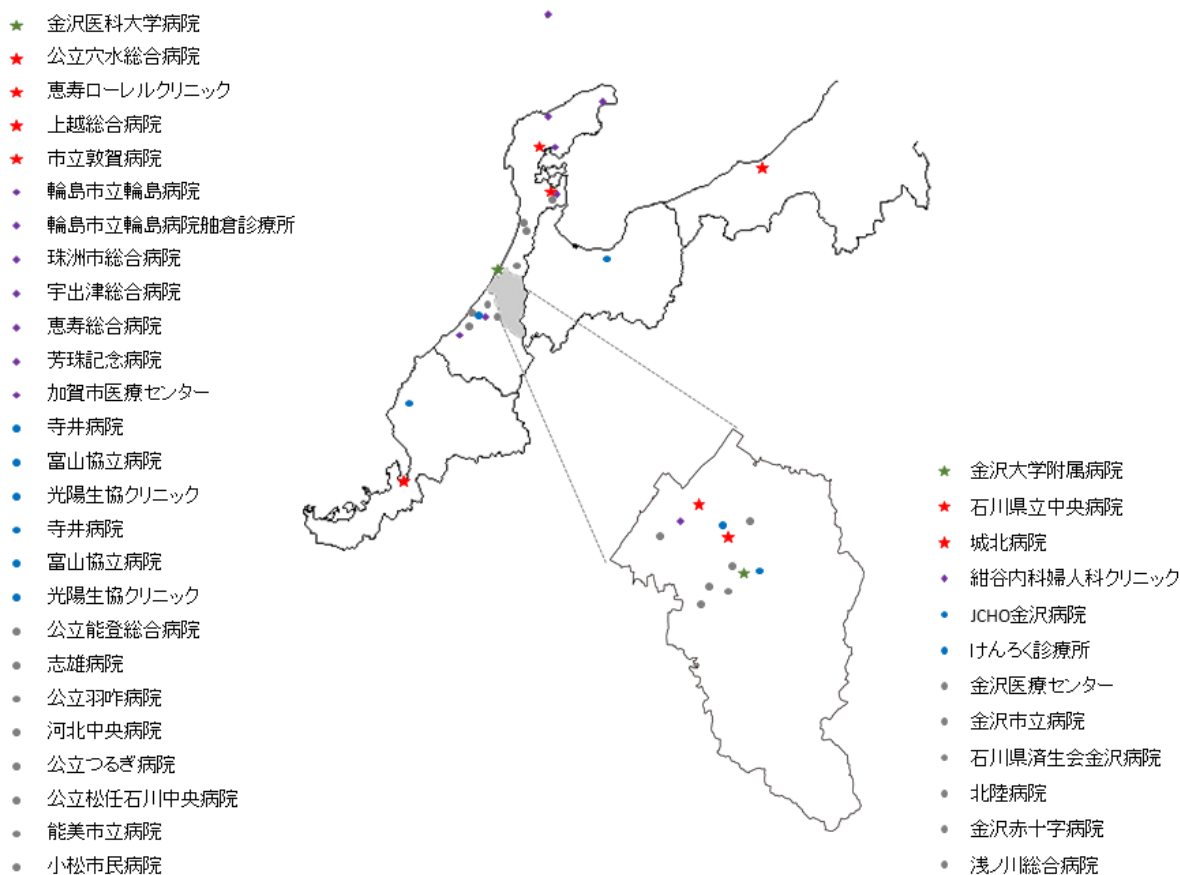 金沢医科大学病院
公立穴水総合病院
恵寿ローレルクリニック
上越総合病院
市立敦賀病院
輪島市立輪島病院
輪島市立輪島病院舳倉診療所
珠洲市総合病院
宇出津総合病院
恵寿総合病院
芳珠記念病院
加賀市医療センター
寺井病院
富山協立病院
光陽生協クリニック
寺井病院
富山協立病院
光陽生協クリニック
公立能登総合病院
志雄病院
公立羽咋病院
河北中央病院
公立つるぎ病院
公立松任石川中央病院
能美市立病院
小松市民病院
金沢大学附属病院
石川県立中央病院
城北病院
紺谷内科婦人科クリニック
JCHO金沢病院
けんろく診療所
金沢医療センター
金沢市立病院
石川県済生会金沢病院
北陸病院
金沢赤十字病院
浅ノ川総合病院